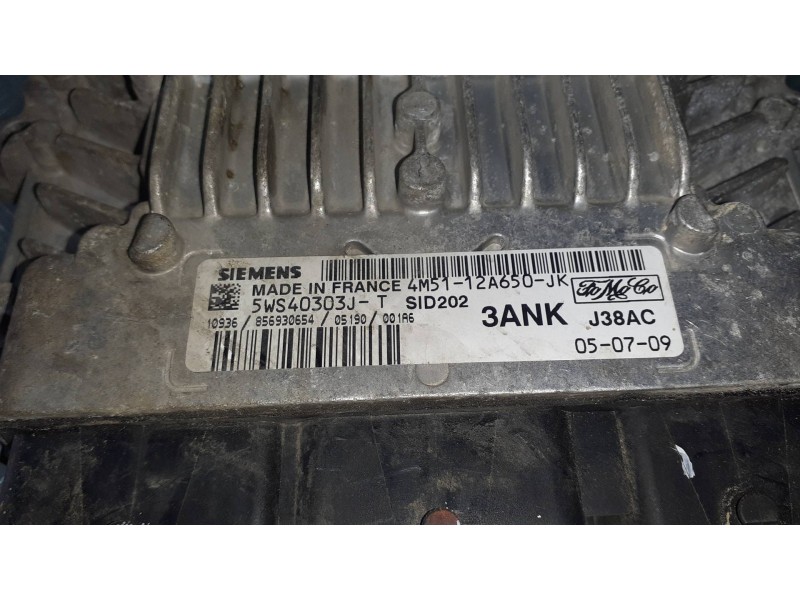 SIEMENS
MADE IN FRANCE 4M51-12A650-JK FoMoCo
5WS40303J-T SID202
10936/856930654/05190/001A6
3ANK J38AC
05-07-09